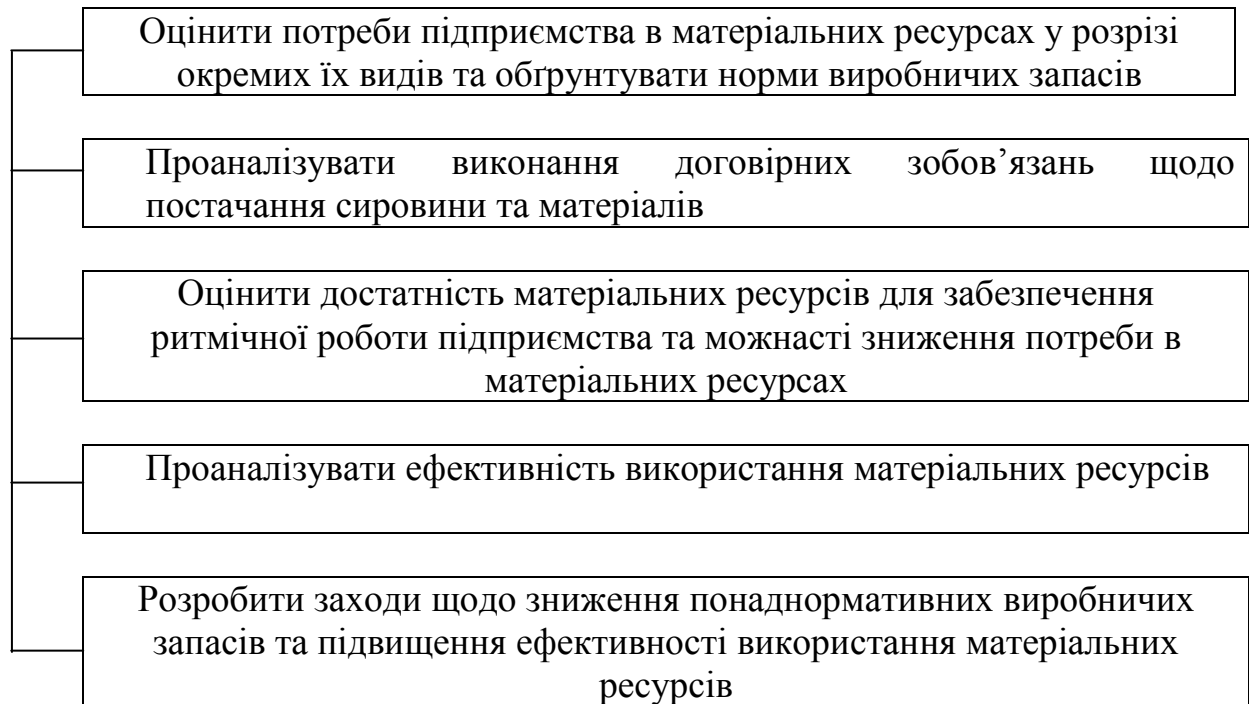 Оцінити потреби підприємства в матеріальних ресурсах у розрізі
окремих їх видів та обґрунтувати норми виробничих запасів
Проаналізувати виконання договірних зобов’язань щодо
постачання сировини та матеріалів
Оцінити достатність матеріальних ресурсів для забезпечення
ритмічної роботи підприємства та можнасті зниження потреби в
матеріальних ресурсах
Проаналізувати ефективність використання матеріальних ресурсів
Розробити заходи щодо зниження понаднормативних виробничих
запасів та підвищення ефективності використання матеріальних
ресурсів